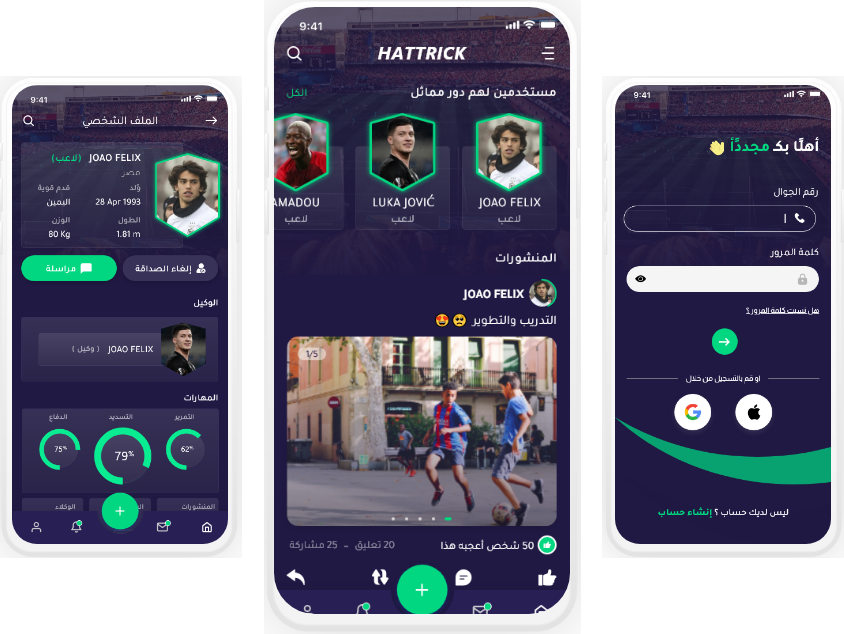 9:41
الملف الشخصي
JOAO FELIX (لاعب)
مصر
وُلد
28 Apr 1993
قدم قوية
اليمين
الطول
1.81 m
الوزن
80 Kg
إلغاء الصداقة
مراسلة
الوكيل
JOAO FELIX ( وكيل )
المهارات
التمرير
62%
التسديد
79%
الدفاع
75%
المنشورات
الوكلاء
9:41
HATTRICK
مستخدمين لهم دور مماثل
الكل
JOAO FELIX
لاعب
LUKA JOVIĆ
لاعب
AMADOU
لاعب
المنشورات
JOAO FELIX
التدريب والتطوير
1/5
50 شخص أعجبه هذا
20 تعليق - 25 مشاركة
9:41
أهلًا بكـ مجددًأ
رقم الجوال
كلمة المرور
هل نسيت كلمة المرور ؟
او قم بالتسجيل من خلال
ليس لديك حساب ؟ إنشاء حساب